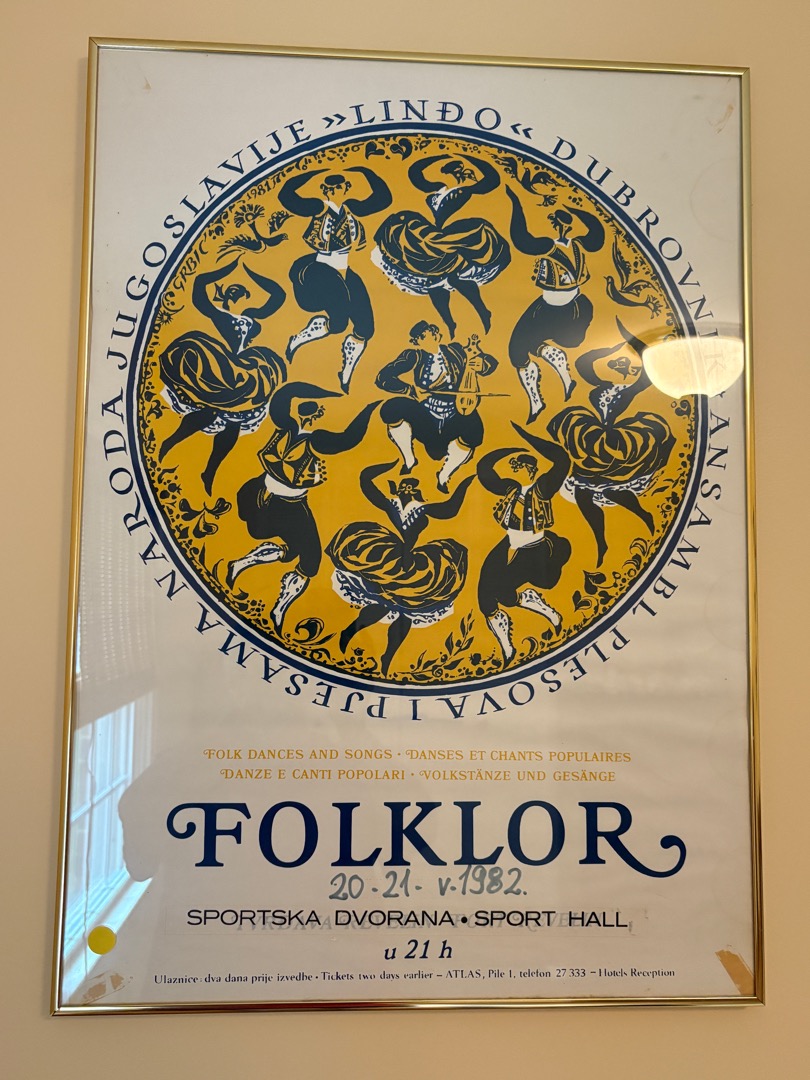 »LINĐO« DUBROVNIK ANSAMBL PLESOVA I PJESAMA NARODA JUGOSLAVIJE
GRBIĆ 1981
FOLK DANCES AND SONGS · DANSES ET CHANTS POPULAIRES
DANZE E CANTI POPOLARI · VOLKSTÄNZE UND GESÄNGE
FOLKLOR
20-21- v.1982.
SPORTSKA DVORANA • SPORT HALL
u 21 h
Ulaznice: dva dana prije izvedbe • Tickets two days earlier – ATLAS, Pile 1, telefon 27 333 – Hotels Reception